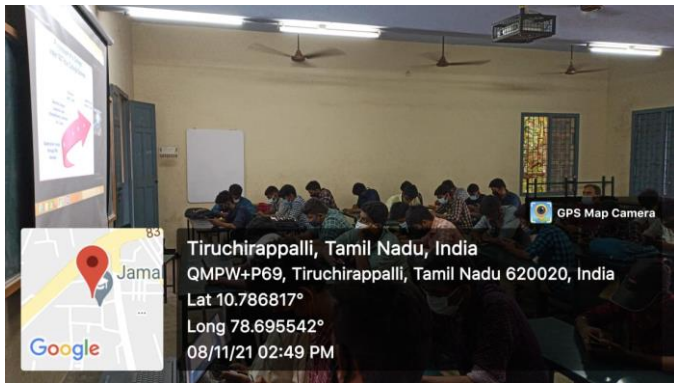 GPS Map Camera
83
Jamal
Google
Tiruchirappalli, Tamil Nadu, India
QMPW+P69, Tiruchirappalli, Tamil Nadu 620020, India
Lat 10.786817°
Long 78.695542°
08/11/21 02:49 PM